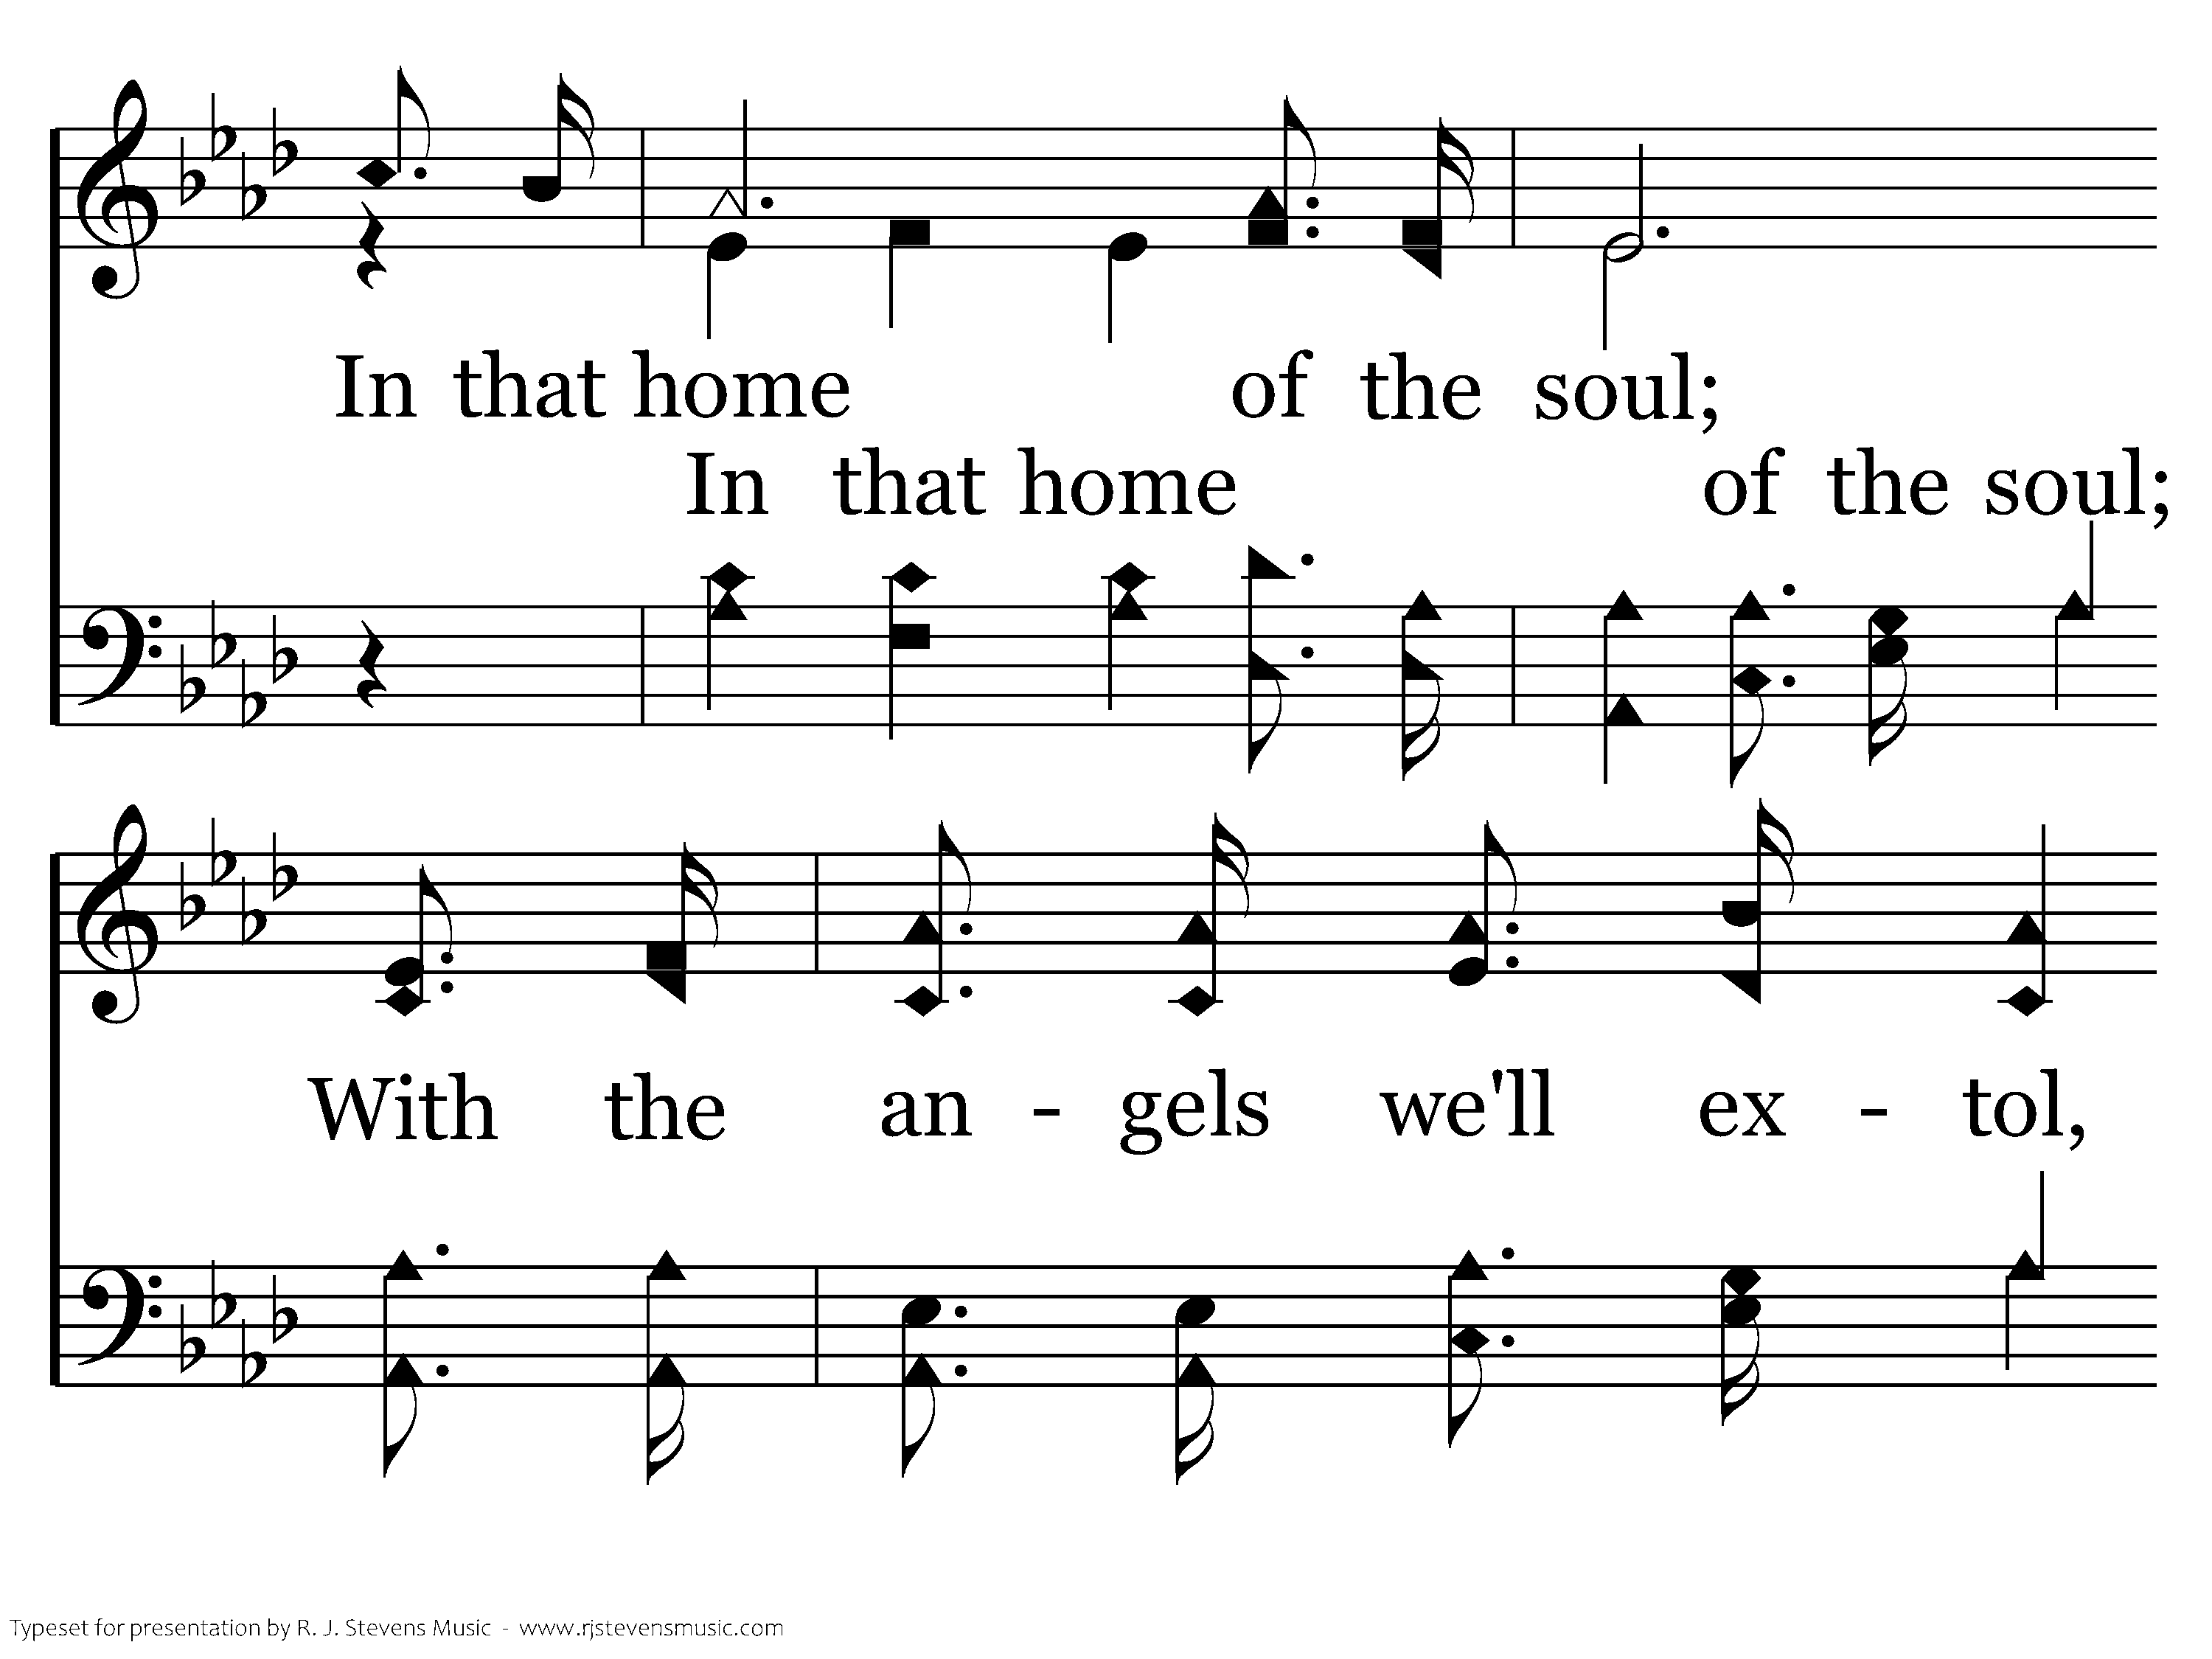 In that home of the soul;
In that home of the soul;
With the an - gels we'll ex - tol,
Typeset for presentation by R. J. Stevens Music - www.rjstevensmusic.com